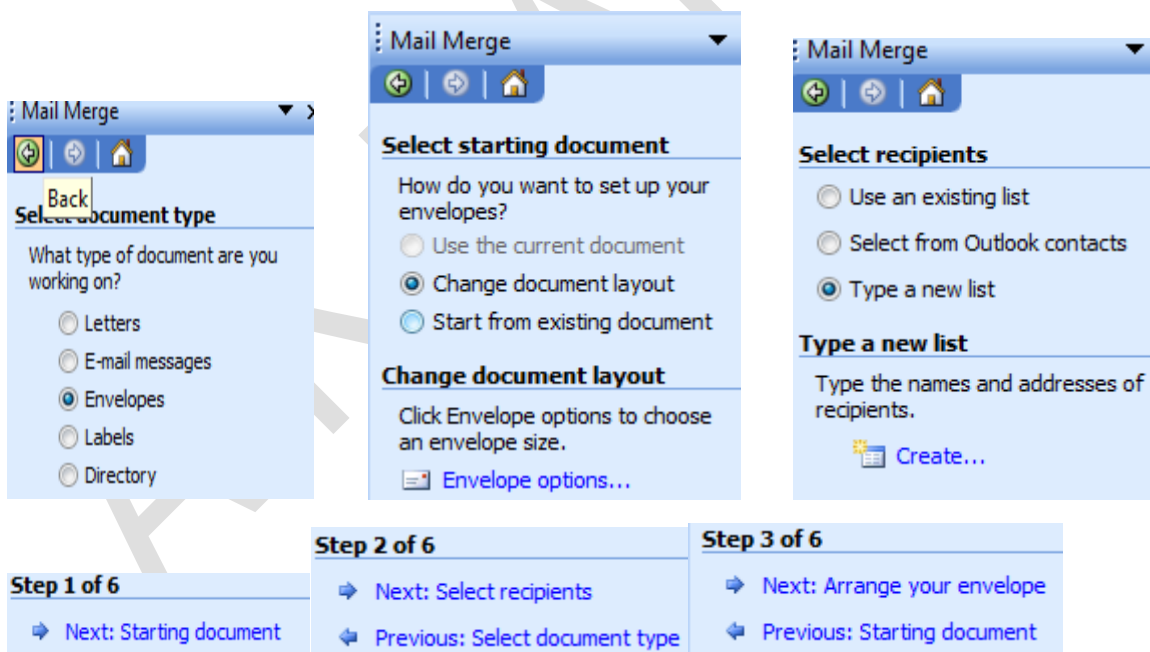 Mail Merge
Back
Select document type
What type of document are you
working on?
Letters
E-mail messages
Envelopes
Labels
Directory
Step 1 of 6
Next: Starting document
Mail Merge
Select starting document
How do you want to set up your
envelopes?
Use the current document
Change document layout
Start from existing document
Change document layout
Click Envelope options to choose
an envelope size.
Envelope options...
Step 2 of 6
Next: Select recipients
Previous: Select document type
Mail Merge
Select recipients
Use an existing list
Select from Outlook contacts
Type a new list
Type a new list
Type the names and addresses of
recipients.
Create...
Step 3 of 6
Next: Arrange your envelope
Previous: Starting document